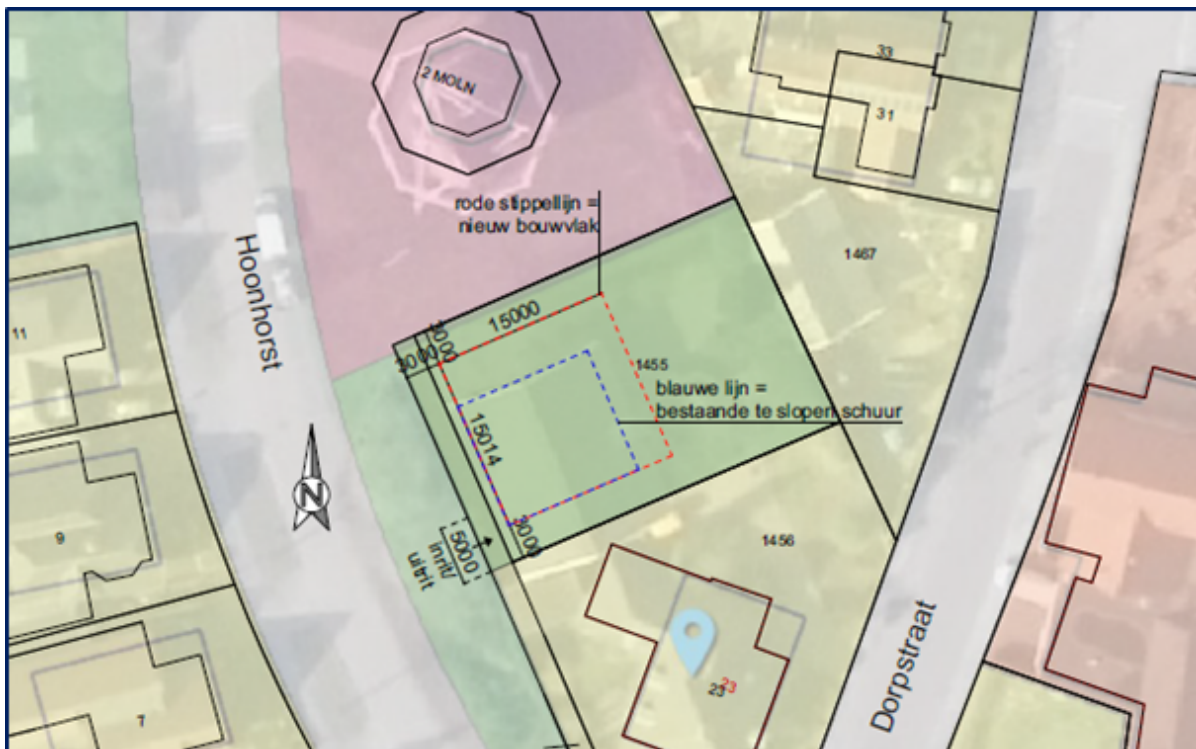 2 MOLN
33
31
rode stippellijn =
nieuw bouwvlak
1467
Hoonhorst
11
15000
3000
3000
1455
blauwe lijn =
bestaande te slopen schuur
15014
3000
5000
inrit/
uitrit
9
1456
N
Dorpstraat
7
23
23